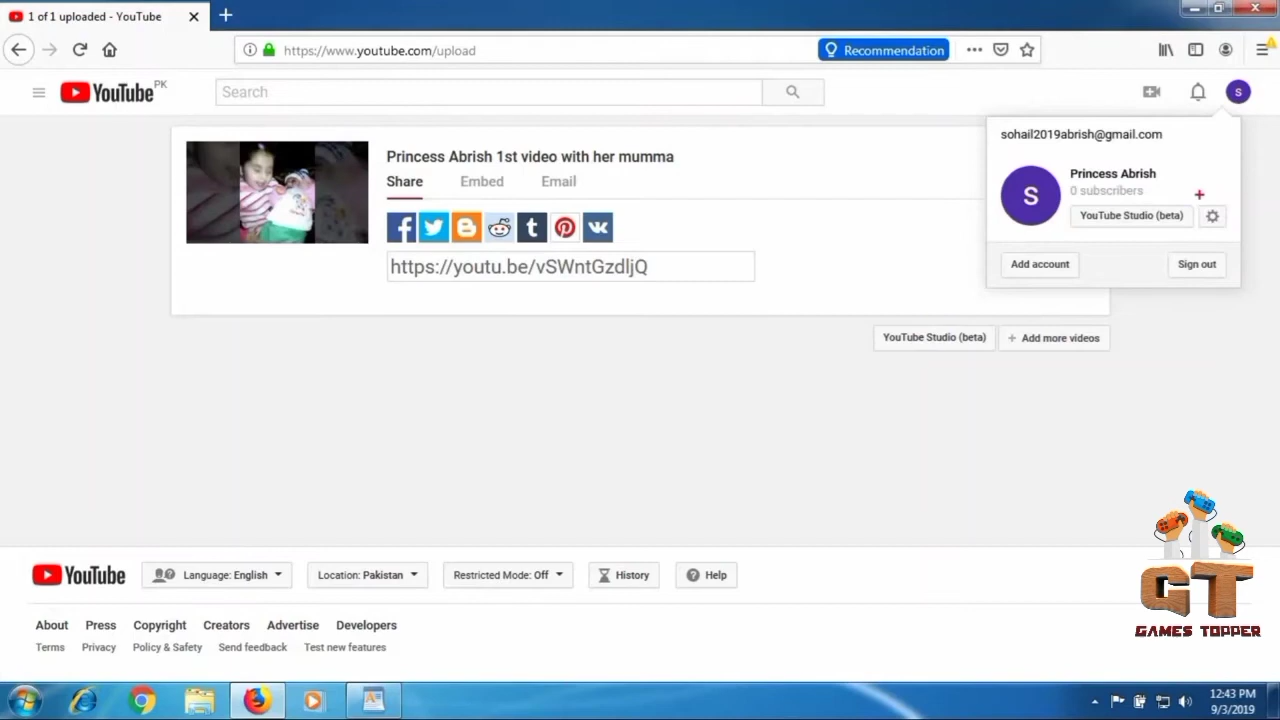 1 of 1 uploaded - YouTube
https://www.youtube.com/upload
Recommendation
YouTube PK
Search
S
sohail2019abrish@gmail.com
Princess Abrish 1st video with her mumma
Share Embed Email
https://youtu.be/vSWntGzdljQ
S
Princess Abrish
0 subscribers
YouTube Studio (beta)
Add account
Sign out
YouTube Studio (beta)
+ Add more videos
YouTube
Language: English
Location: Pakistan
Restricted Mode: Off
History
Help
About Press Copyright Creators Advertise Developers
Terms Privacy Policy & Safety Send feedback Test new features
GT
GAMES TOPPER
12:43 PM
9/3/2019